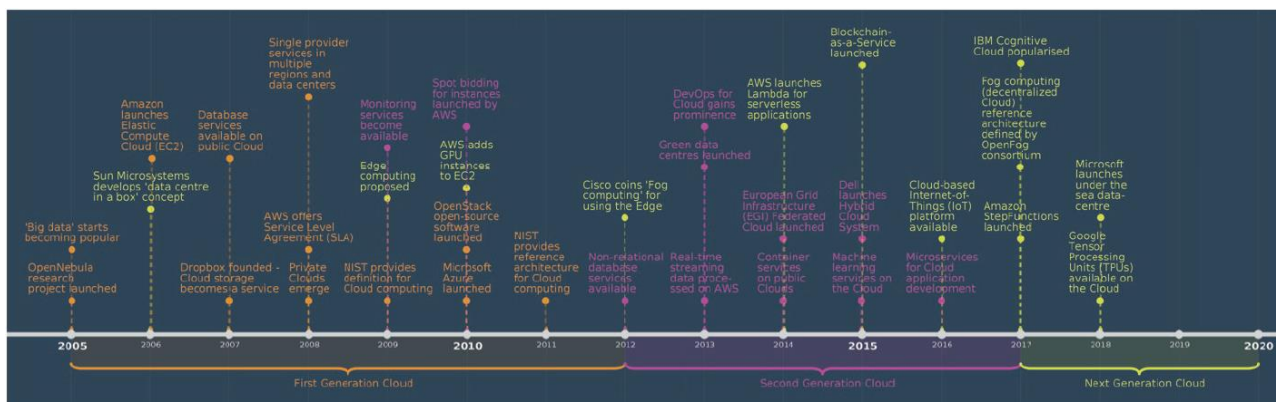 'Big data' starts
becoming popular
OpenNebula
research
project launched
Amazon
launches
Elastic
Compute
Cloud (EC2)
Sun Microsystems
develops 'data centre
in a box' concept
Database
services
available on
public Cloud
Dropbox founded -
Cloud storage
becomes a service
Single provider
services in
multiple
regions and
data centers
AWS offers
Service Level
Agreement (SLA)
Private
Clouds
emerge
Monitoring
services
become
available
Edge
computing
proposed
NIST provides
definition for
Cloud computing
Spot bidding
for instances
launched by
AWS
AWS adds
GPU
instances
to EC2
OpenStack
open-source
software
launched
Microsoft
Azure
launched
NIST
provides
reference
architecture
for Cloud
computing
Cisco coins 'Fog
computing' for
using the Edge
Non-relational
database
services
available
DevOps for
Cloud gains
prominence
Green data
centres launched
Real-time
streaming
data proce-
ssed on AWS
AWS launches
Lambda for
serverless
applications
European Grid
Infrastructure
(EGI) Federated
Cloud launched
Container
services
on public
Clouds
Blockchain-
as-a-Service
launched
Dell
launches
Hybrid
Cloud
System
Machine
learning
services on
the Cloud
Cloud-based
Internet-of-
Things (IoT)
platform
available
Microservices
for Cloud
application
development
IBM Cognitive
Cloud popularised
Fog computing
(decentralized
Cloud)
reference
architecture
defined by
OpenFog
consortium
Amazon
StepFunctions
launched
Microsoft
launches
under the
sea data-
centre
Google
Tensor
Processing
Units (TPUs)
available on
the Cloud
2005 2006 2007 2008 2009 2010 2011 2012 2013 2014 2015 2016 2017 2018 2019 2020
First Generation Cloud Second Generation Cloud Next Generation Cloud